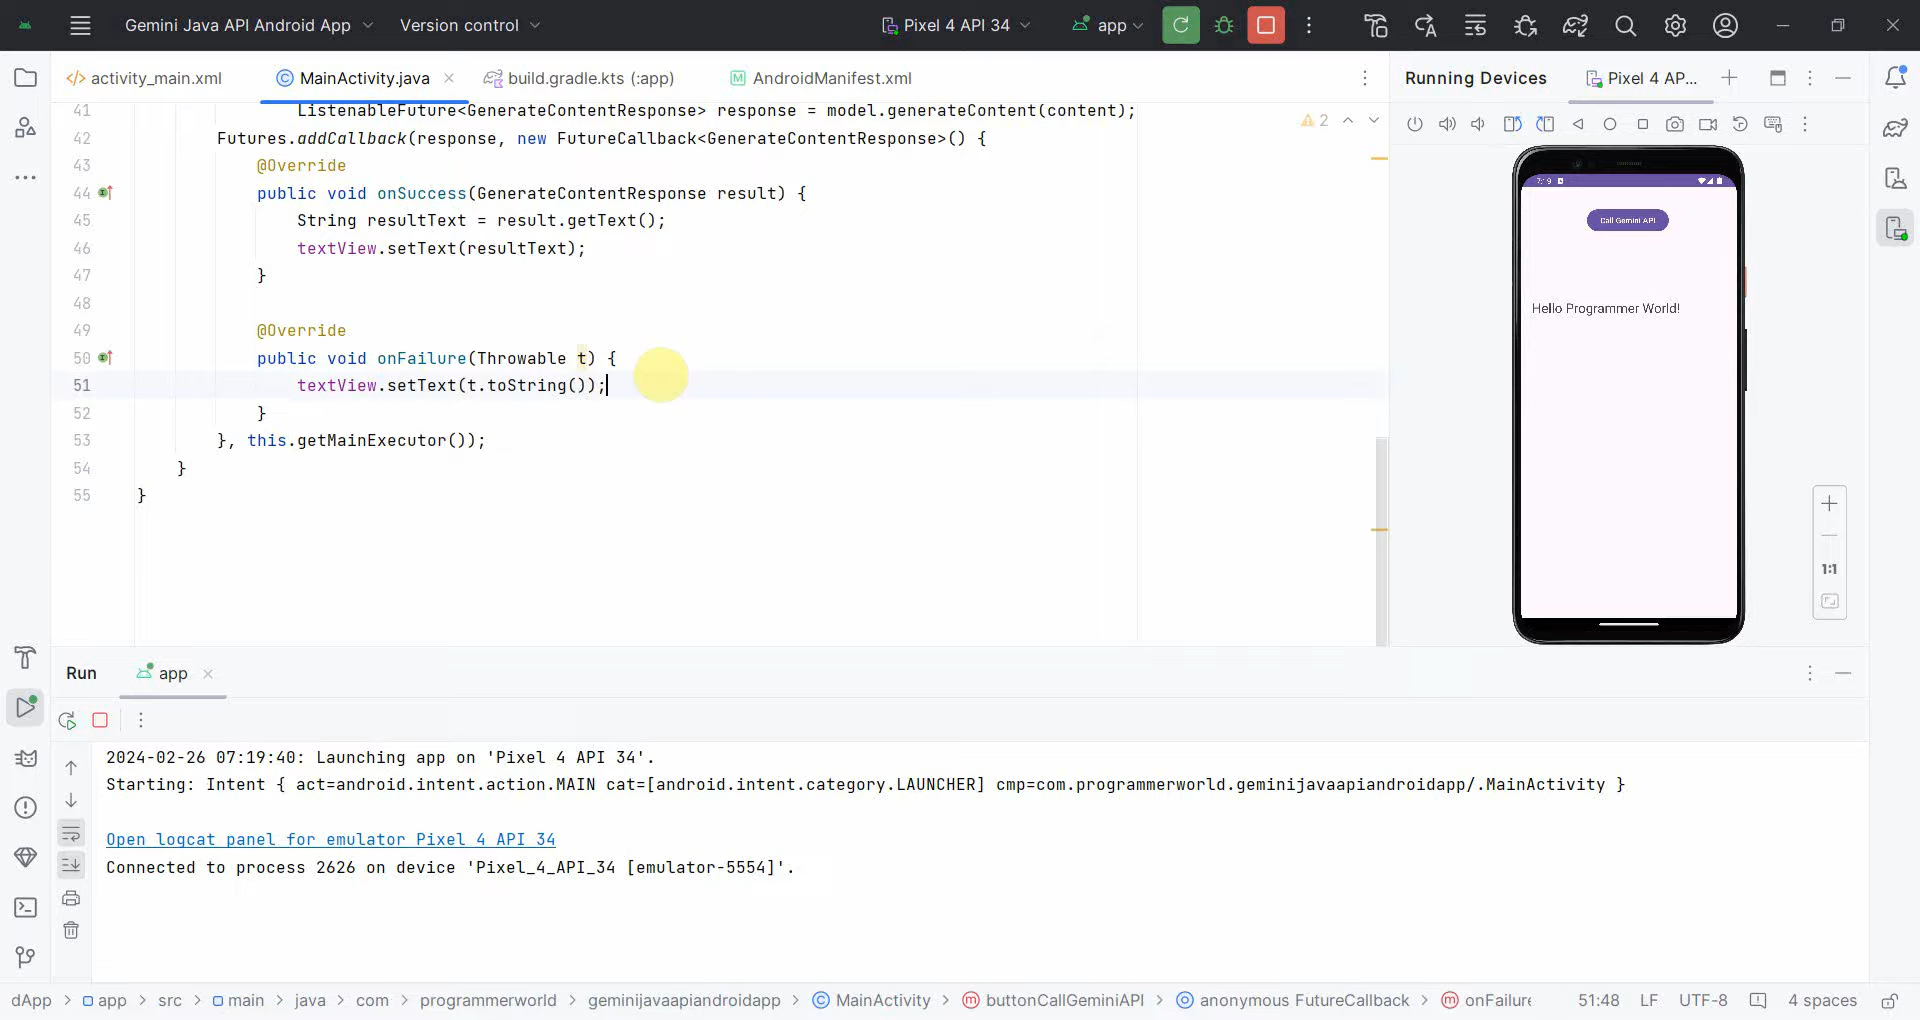 Gemini Java API Android App
Version control
Pixel 4 API 34
app
activity_main.xml
MainActivity.java
build.gradle.kts (:app)
AndroidManifest.xml
Running Devices
Pixel 4 AP...
41 ListenableFuture<GenerateContentResponse> response = model.generateContent(content);
42 Futures.addCallback(response, new FutureCallback<GenerateContentResponse>() {
43 @Override
44 public void onSuccess(GenerateContentResponse result) {
45 String resultText = result.getText();
46 textView.setText(resultText);
47 }
48
49 @Override
50 public void onFailure(Throwable t) {
51 textView.setText(t.toString());
52 }
53 }, this.getMainExecutor());
54 }
55 }
2
Call Gemini API
Hello Programmer World!
1:1
Run
app
2024-02-26 07:19:40: Launching app on 'Pixel 4 API 34'.
Starting: Intent { act=android.intent.action.MAIN cat=[android.intent.category.LAUNCHER] cmp=com.programmerworld.geminijavaapiandroidapp/.MainActivity }
Open logcat panel for emulator Pixel 4 API 34
Connected to process 2626 on device 'Pixel_4_API_34 [emulator-5554]'.
dApp > app > src > main > java > com > programmerworld > geminijavaapiandroidapp > MainActivity > buttonCallGeminiAPI > anonymous FutureCallback > onFailure
51:48 LF UTF-8 4 spaces